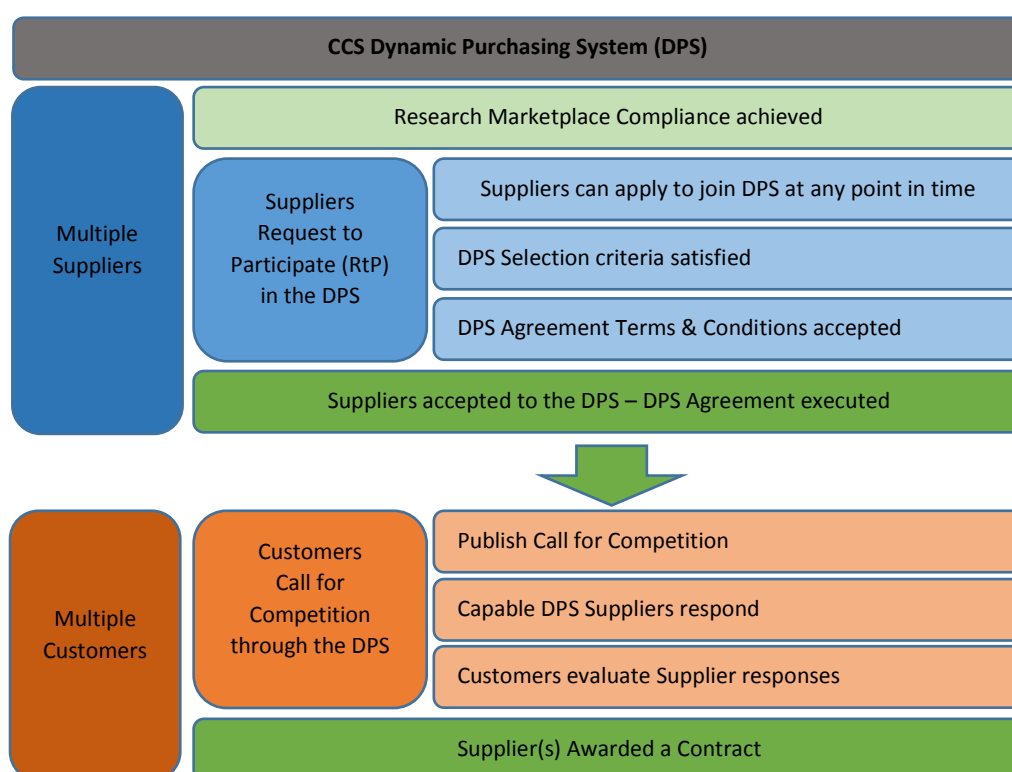 CCS Dynamic Purchasing System (DPS)
Multiple
Suppliers
Research Marketplace Compliance achieved
Suppliers
Request to
Participate (RtP)
in the DPS
Suppliers can apply to join DPS at any point in time
DPS Selection criteria satisfied
DPS Agreement Terms & Conditions accepted
Suppliers accepted to the DPS – DPS Agreement executed
Multiple
Customers
Customers
Call for
Competition
through the DPS
Publish Call for Competition
Capable DPS Suppliers respond
Customers evaluate Supplier responses
Supplier(s) Awarded a Contract